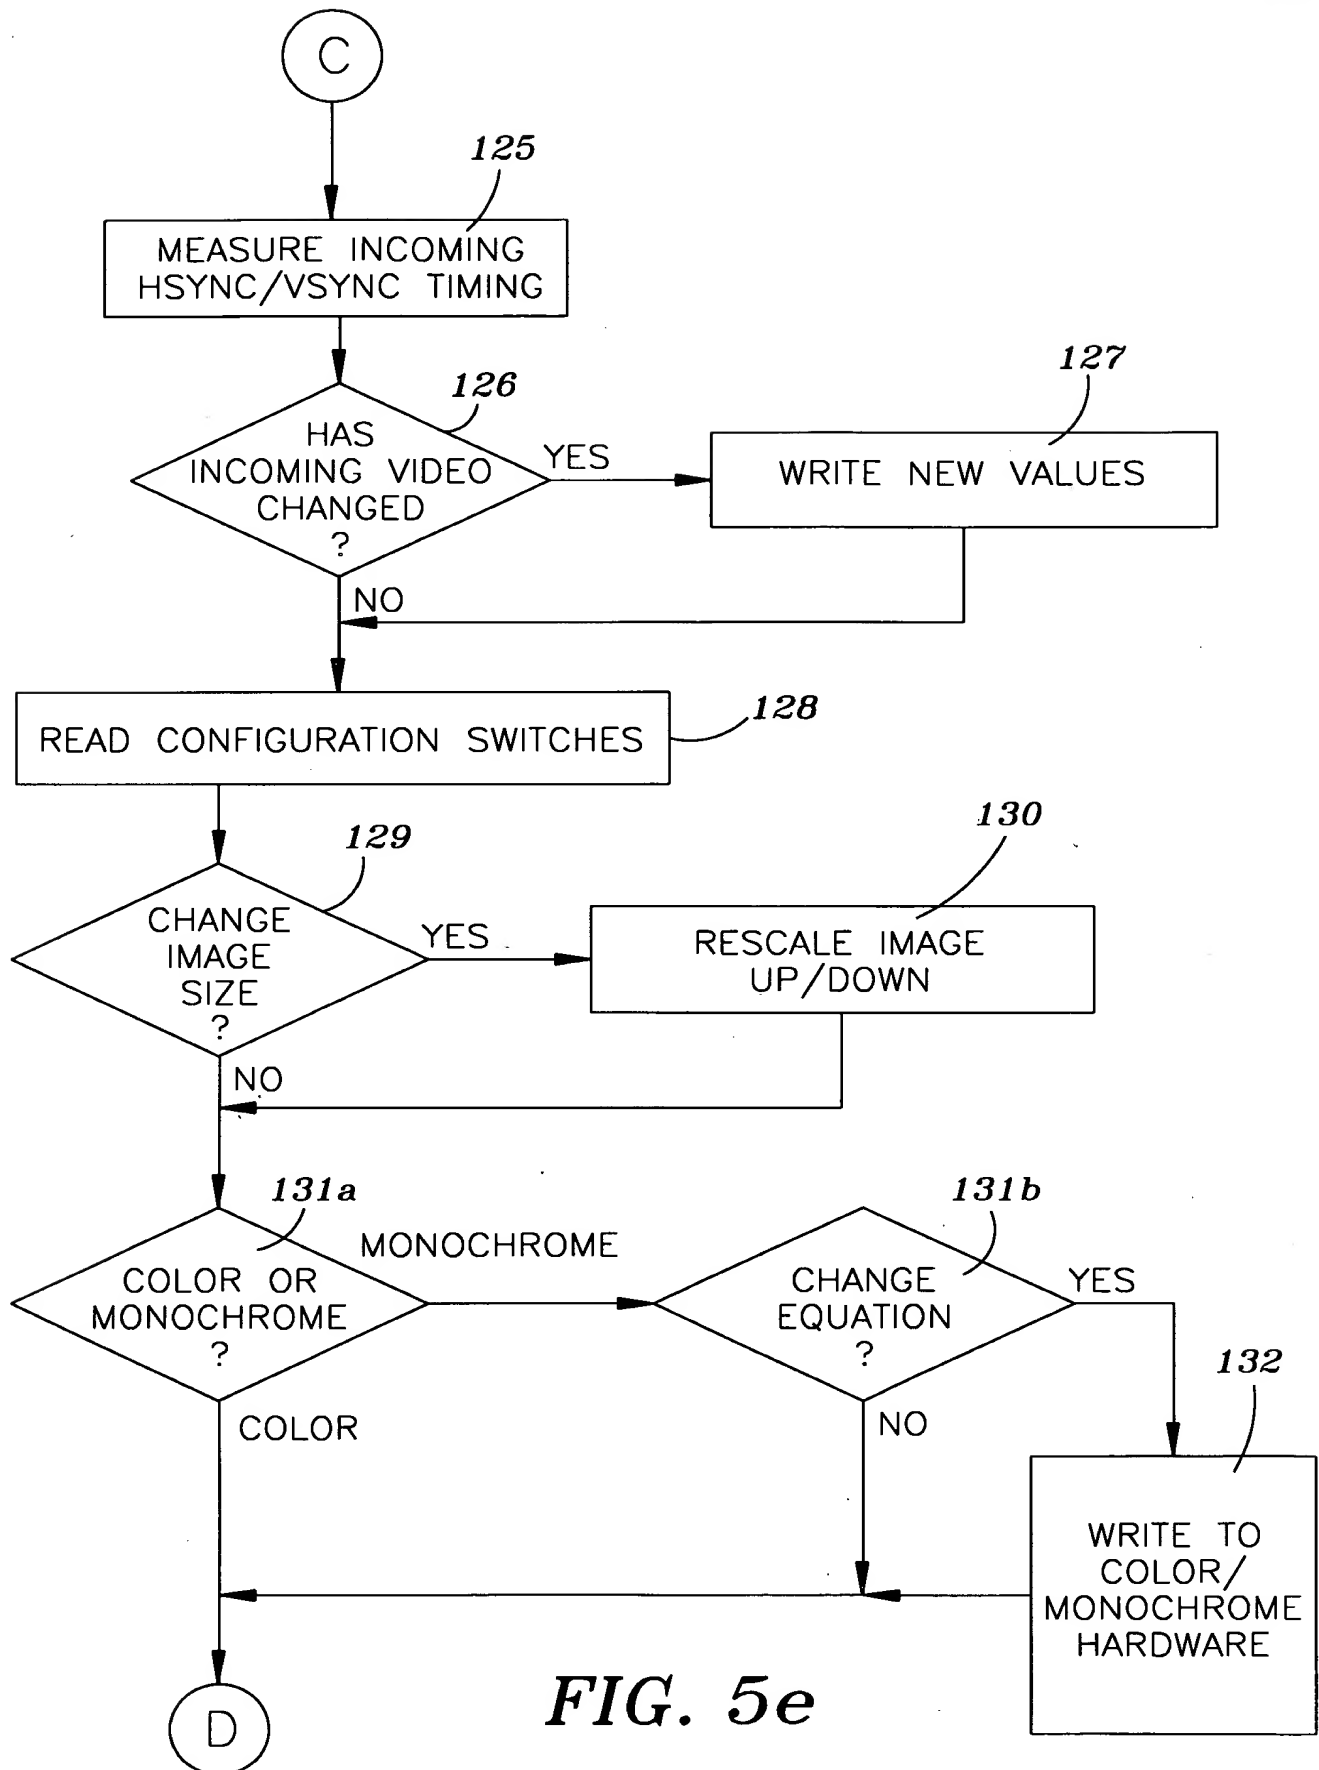 C
125
MEASURE INCOMING
HSYNC/VSYNC TIMING
126
127
HAS
INCOMING VIDEO
CHANGED
?
YES
WRITE NEW VALUES
NO
READ CONFIGURATION SWITCHES
128
129
130
CHANGE
IMAGE
SIZE
?
YES
RESCALE IMAGE
UP/DOWN
NO
131a
131b
MONOCHROME
COLOR OR
MONOCHROME
?
CHANGE
EQUATION
?
YES
132
COLOR
NO
WRITE TO
COLOR/
MONOCHROME
HARDWARE
D
FIG. 5e